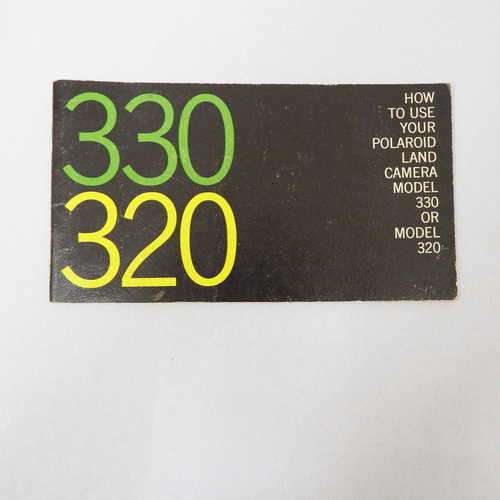 330
320
HOW
TO USE
YOUR
POLAROID
LAND
CAMERA
MODEL
330
OR
MODEL
320